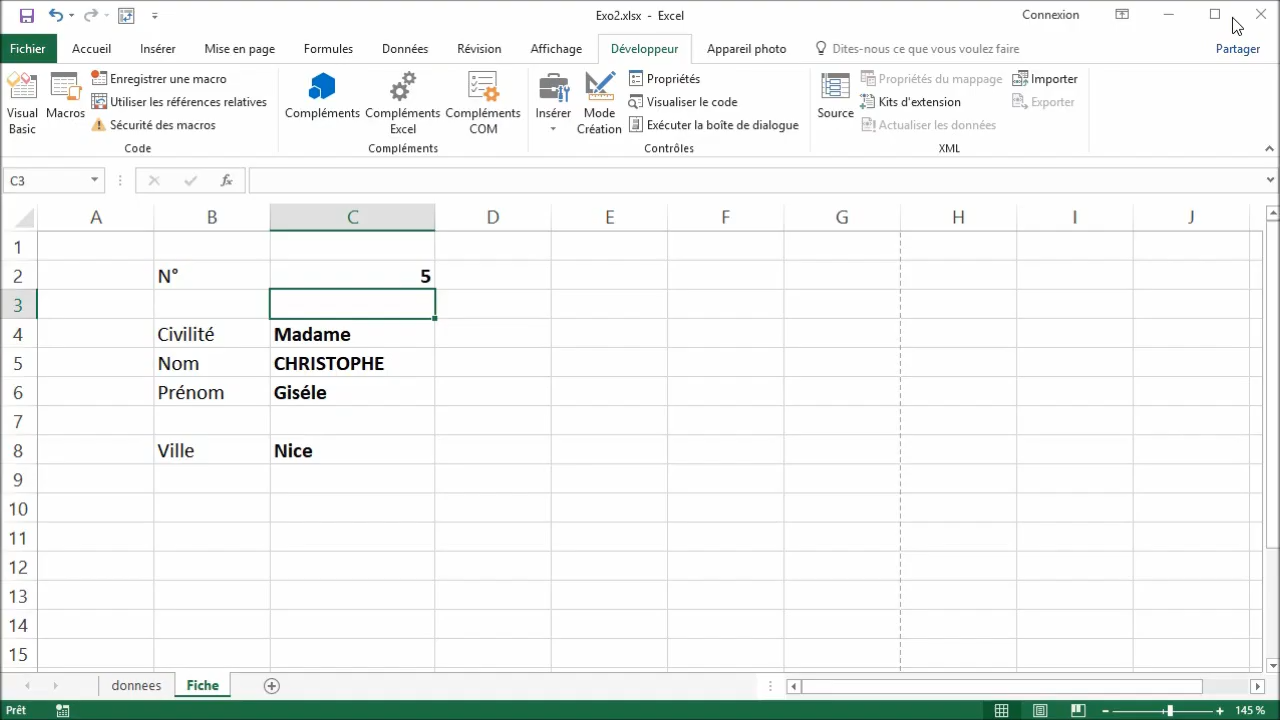 Exo2.xlsx - Excel
Connexion
Fichier Accueil Insérer Mise en page Formules Données Révision Affichage Développeur Appareil photo Dites-nous ce que vous voulez faire Partager
Visual Basic
Macros
Enregistrer une macro
Utiliser les références relatives
Sécurité des macros
Code
Compléments
Compléments Excel
Compléments COM
Compléments
Insérer
Mode Création
Propriétés
Visualiser le code
Exécuter la boîte de dialogue
Contrôles
Source
Propriétés du mappage
Kits d'extension
Actualiser les données
Importer
Exporter
XML
C3 fx
A B C D E F G H I J
1
2 N° 5
3
4 Civilité Madame
5 Nom CHRISTOPHE
6 Prénom Giséle
7
8 Ville Nice
9
10
11
12
13
14
15
donnees Fiche
Prêt 145 %